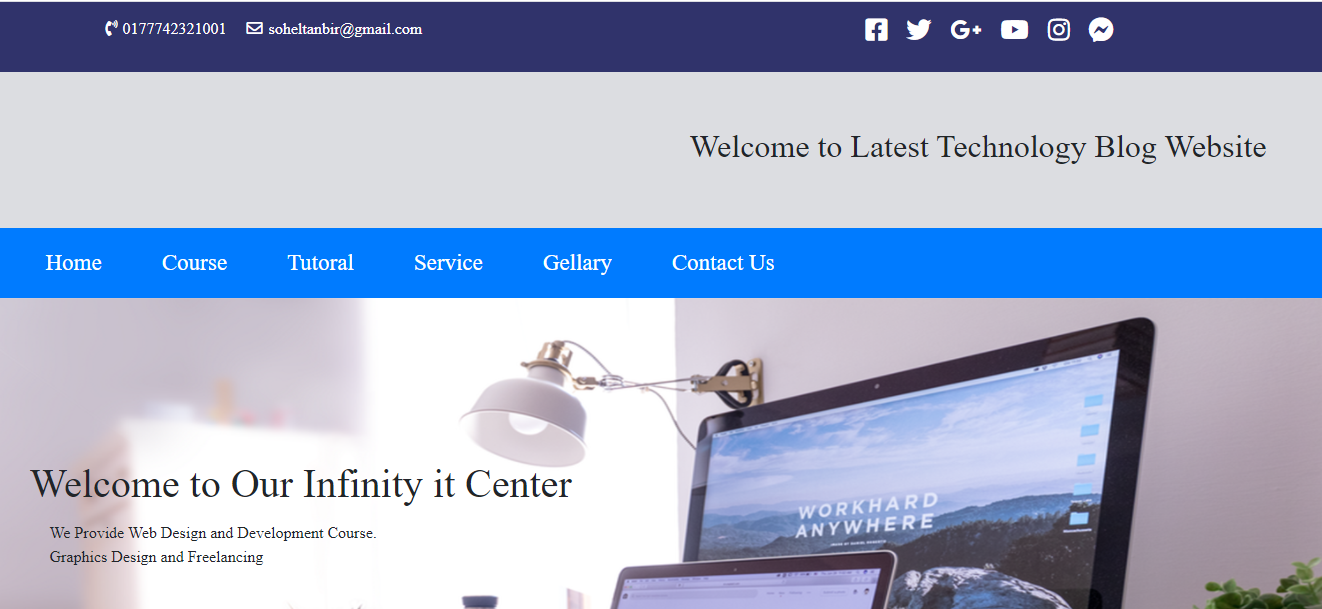 0177742321001 soheltanbir@gmail.com
Welcome to Latest Technology Blog Website
Home Course Tutoral Service Gellary Contact Us
WORKHARD
ANYWHERE
Welcome to Our Infinity it Center
We Provide Web Design and Development Course.
Graphics Design and Freelancing